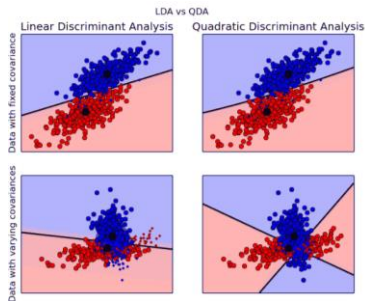 LDA vs QDA
Linear Discriminant Analysis
Quadratic Discriminant Analysis
Data with fixed covariance
Data with varying covariances